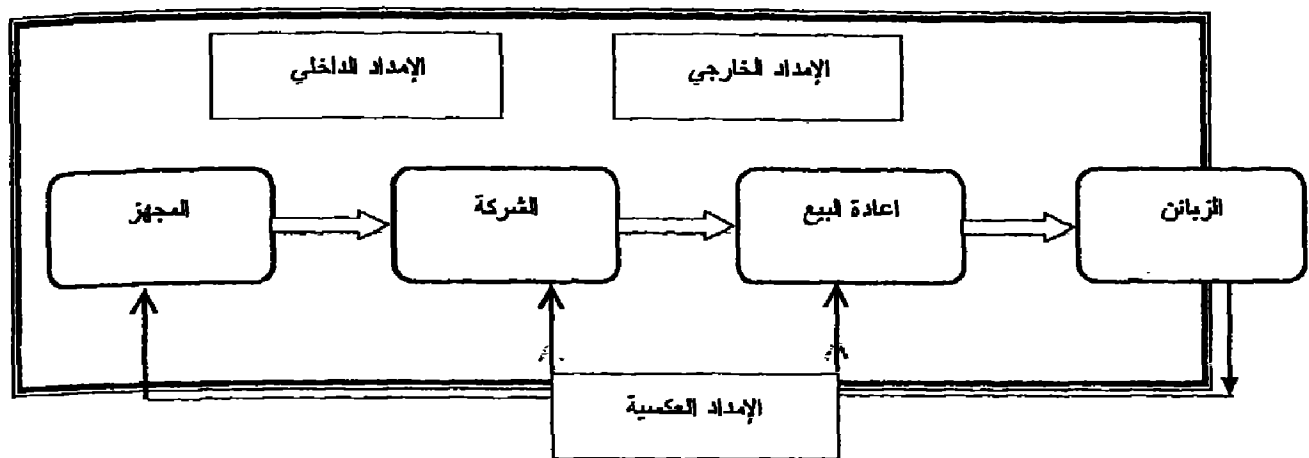 الإمداد الداخلي
الإمداد الخارجي
المجهز
الشركة
اعادة البيع
الزبائن
الإمداد العكسية